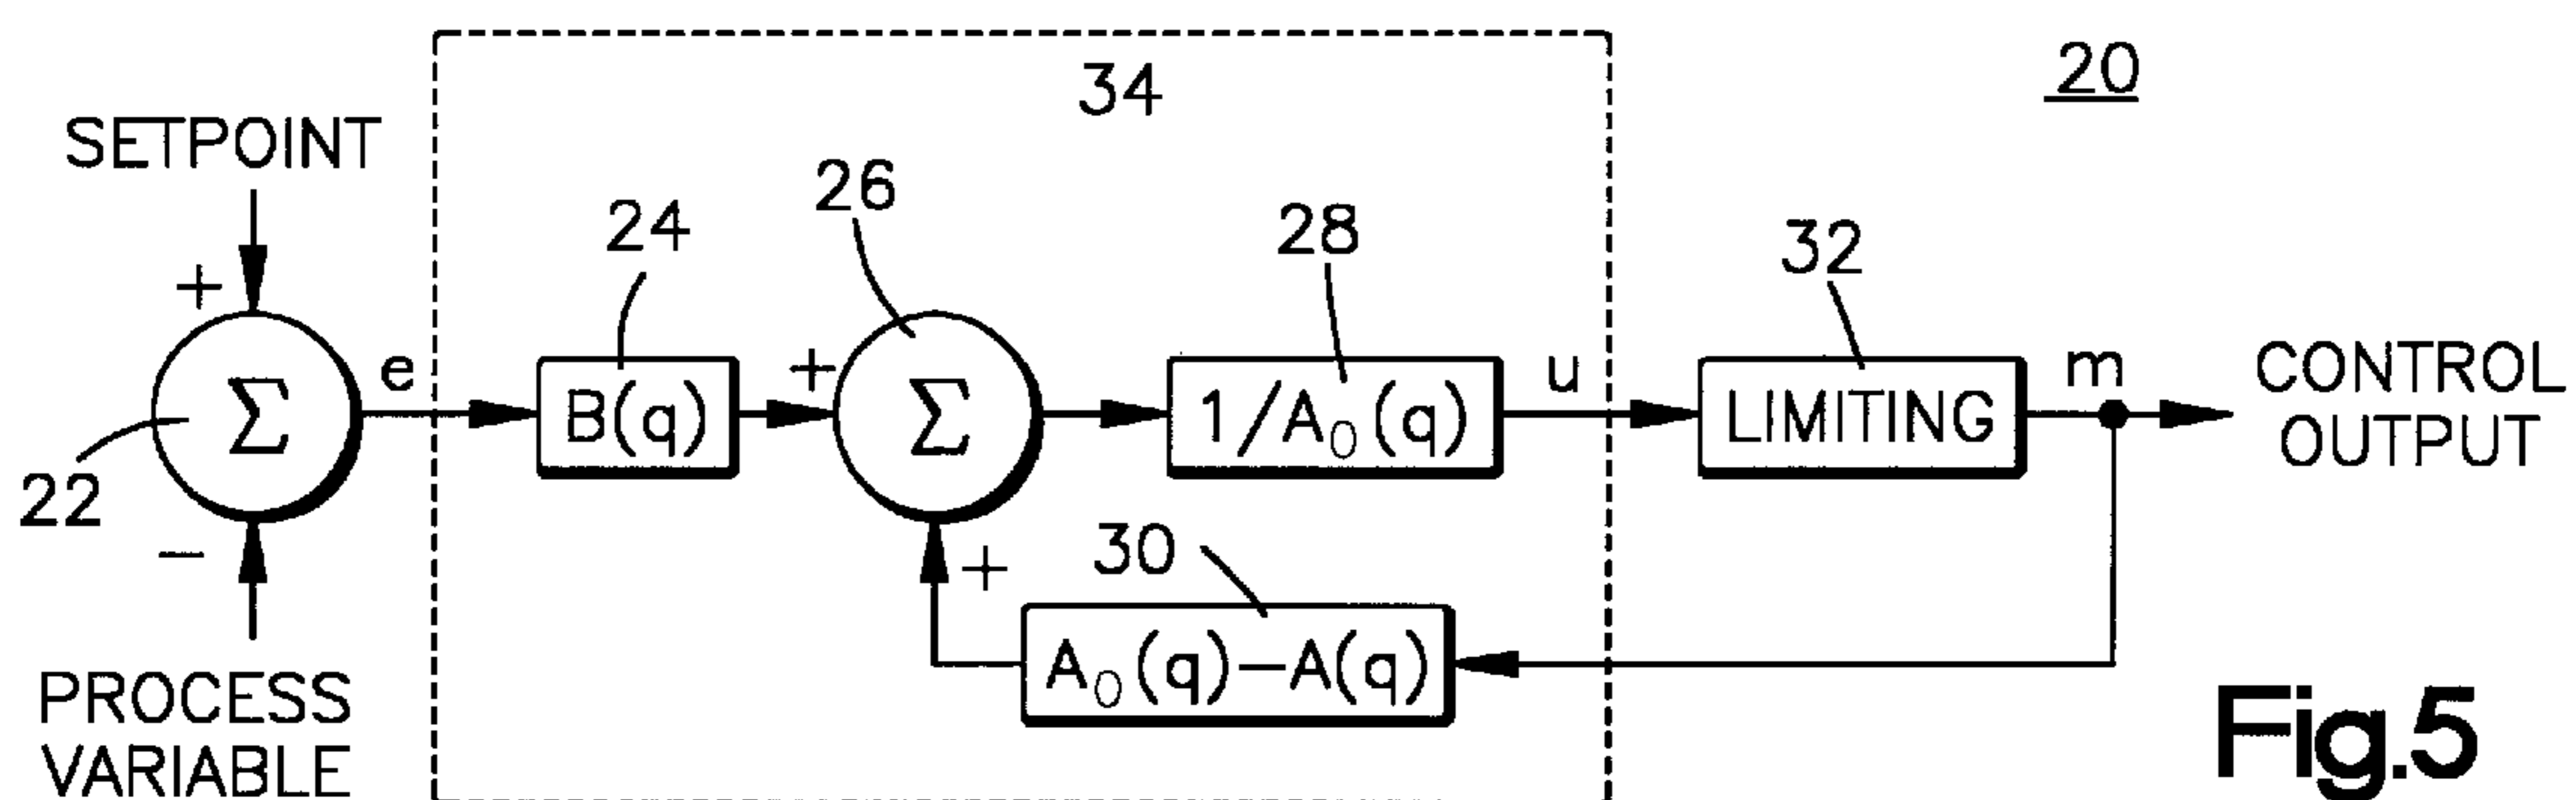 20
34
SETPOINT
26
24
28
32
+
e
+
u
m
CONTROL
OUTPUT
Σ
B(q)
Σ
1/A₀(q)
LIMITING
22
−
+
30
A₀(q)−A(q)
PROCESS
VARIABLE
Fig.5